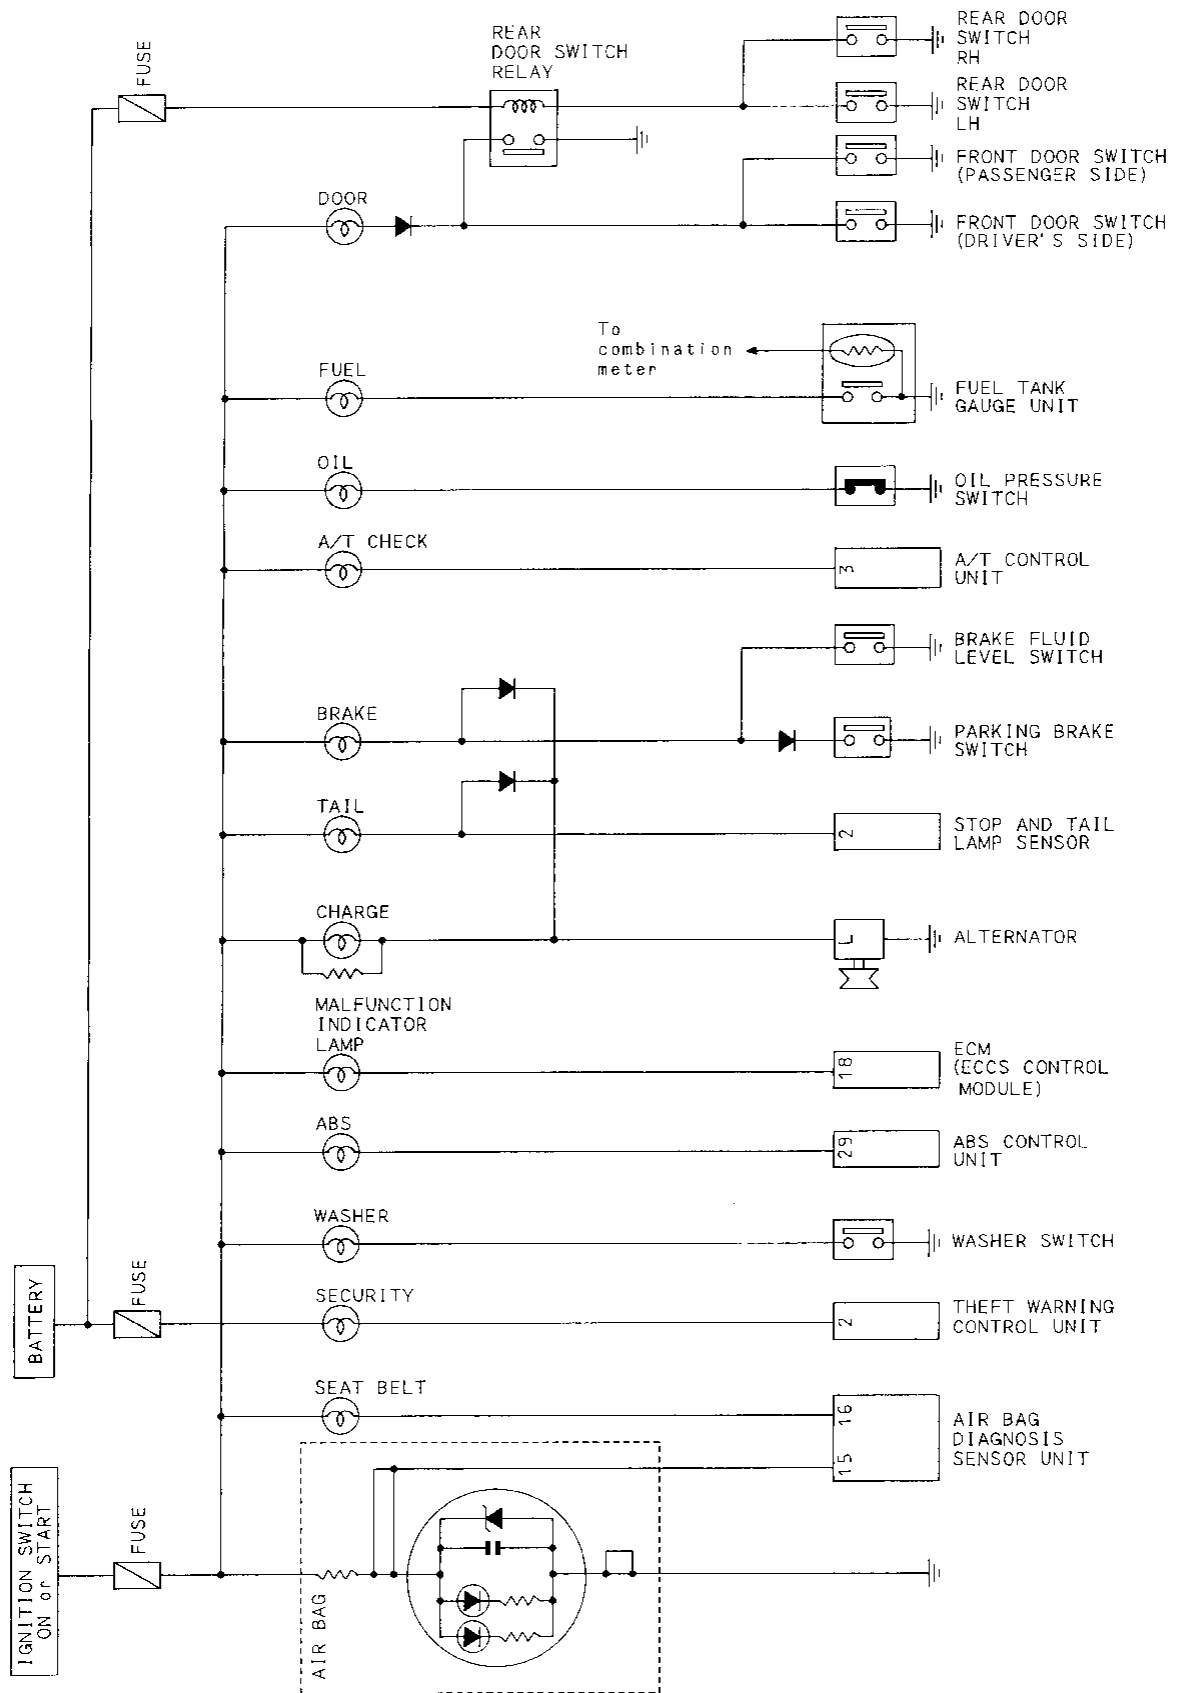 FUSE
REAR
DOOR SWITCH
RELAY
REAR DOOR
SWITCH
RH
REAR DOOR
SWITCH
LH
FRONT DOOR SWITCH
(PASSENGER SIDE)
DOOR
FRONT DOOR SWITCH
(DRIVER'S SIDE)
To
combination
meter
FUEL
FUEL TANK
GAUGE UNIT
OIL
OIL PRESSURE
SWITCH
A/T CHECK
3
A/T CONTROL
UNIT
BRAKE FLUID
LEVEL SWITCH
BRAKE
PARKING BRAKE
SWITCH
TAIL
2
STOP AND TAIL
LAMP SENSOR
CHARGE
L
ALTERNATOR
MALFUNCTION
INDICATOR
LAMP
18
ECM
(ECCS CONTROL
MODULE)
ABS
29
ABS CONTROL
UNIT
WASHER
WASHER SWITCH
BATTERY
FUSE
SECURITY
2
THEFT WARNING
CONTROL UNIT
SEAT BELT
16
15
AIR BAG
DIAGNOSIS
SENSOR UNIT
IGNITION SWITCH
ON or START
FUSE
AIR BAG